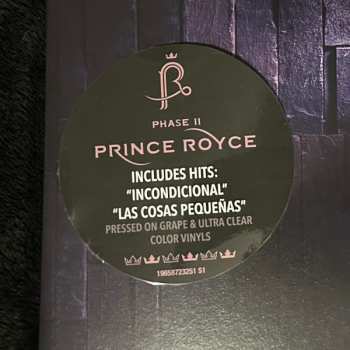 PHASE II
PRINCE ROYCE
INCLUDES HITS:
"INCONDICIONAL"
"LAS COSAS PEQUEÑAS"
PRESSED ON GRAPE & ULTRA CLEAR
COLOR VINYLS
19658723251 S1